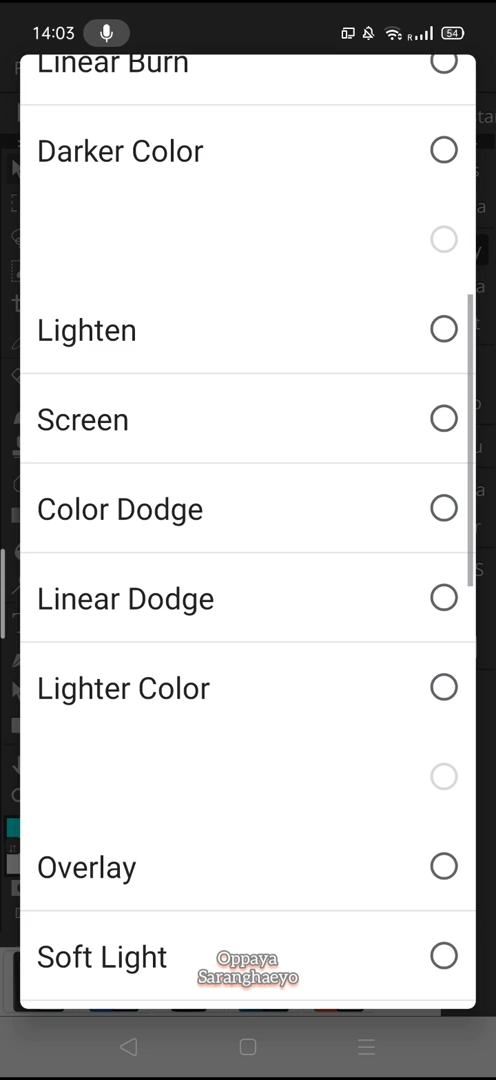 14:03
R
54
Linear Burn
Darker Color
Lighten
Screen
Color Dodge
Linear Dodge
Lighter Color
Overlay
Soft Light
Oppaya
Saranghaeyo